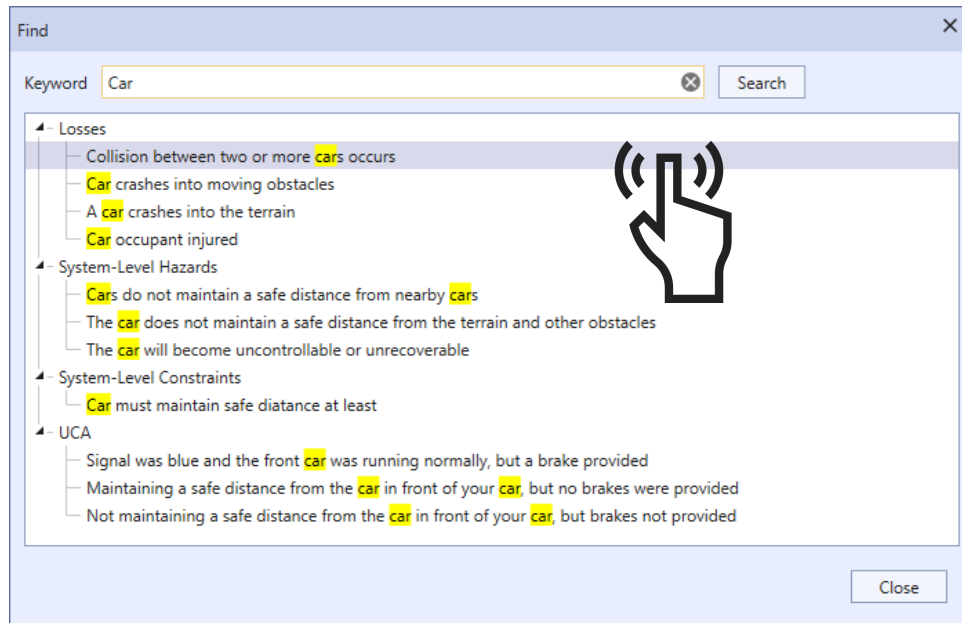 Find
Keyword Car Search
Losses
Collision between two or more cars occurs
Car crashes into moving obstacles
A car crashes into the terrain
Car occupant injured
System-Level Hazards
Cars do not maintain a safe distance from nearby cars
The car does not maintain a safe distance from the terrain and other obstacles
The car will become uncontrollable or unrecoverable
System-Level Constraints
Car must maintain safe diatance at least
UCA
Signal was blue and the front car was running normally, but a brake provided
Maintaining a safe distance from the car in front of your car, but no brakes were provided
Not maintaining a safe distance from the car in front of your car, but brakes not provided
Close